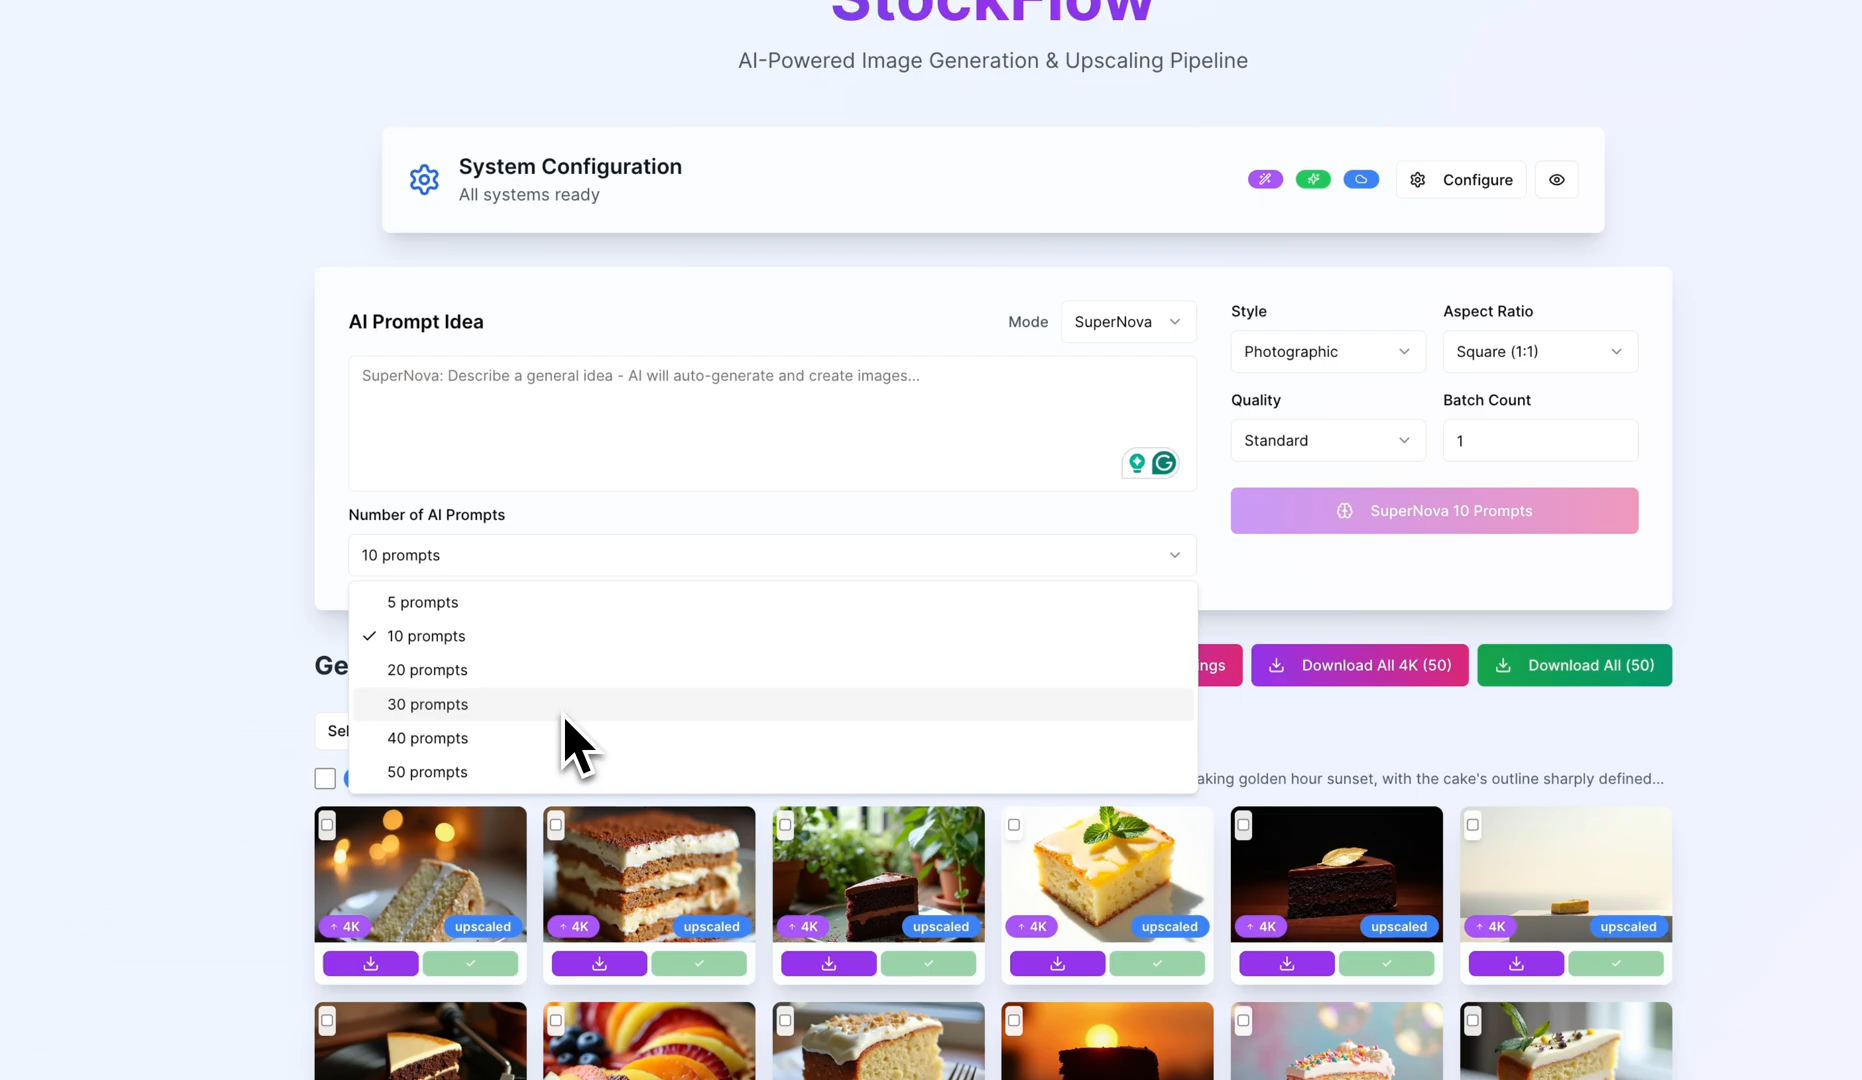 StockFlow
AI-Powered Image Generation & Upscaling Pipeline
System Configuration
All systems ready
Configure
AI Prompt Idea
Mode
SuperNova
SuperNova: Describe a general idea - AI will auto-generate and create images...
Number of AI Prompts
10 prompts
5 prompts
10 prompts
20 prompts
30 prompts
40 prompts
50 prompts
Style
Aspect Ratio
Photographic
Square (1:1)
Quality
Batch Count
Standard
1
SuperNova 10 Prompts
Ge
ngs
Download All 4K (50)
Download All (50)
Sel
aking golden hour sunset, with the cake's outline sharply defined...
4K upscaled
4K upscaled
4K upscaled
4K upscaled
4K upscaled
4K upscaled